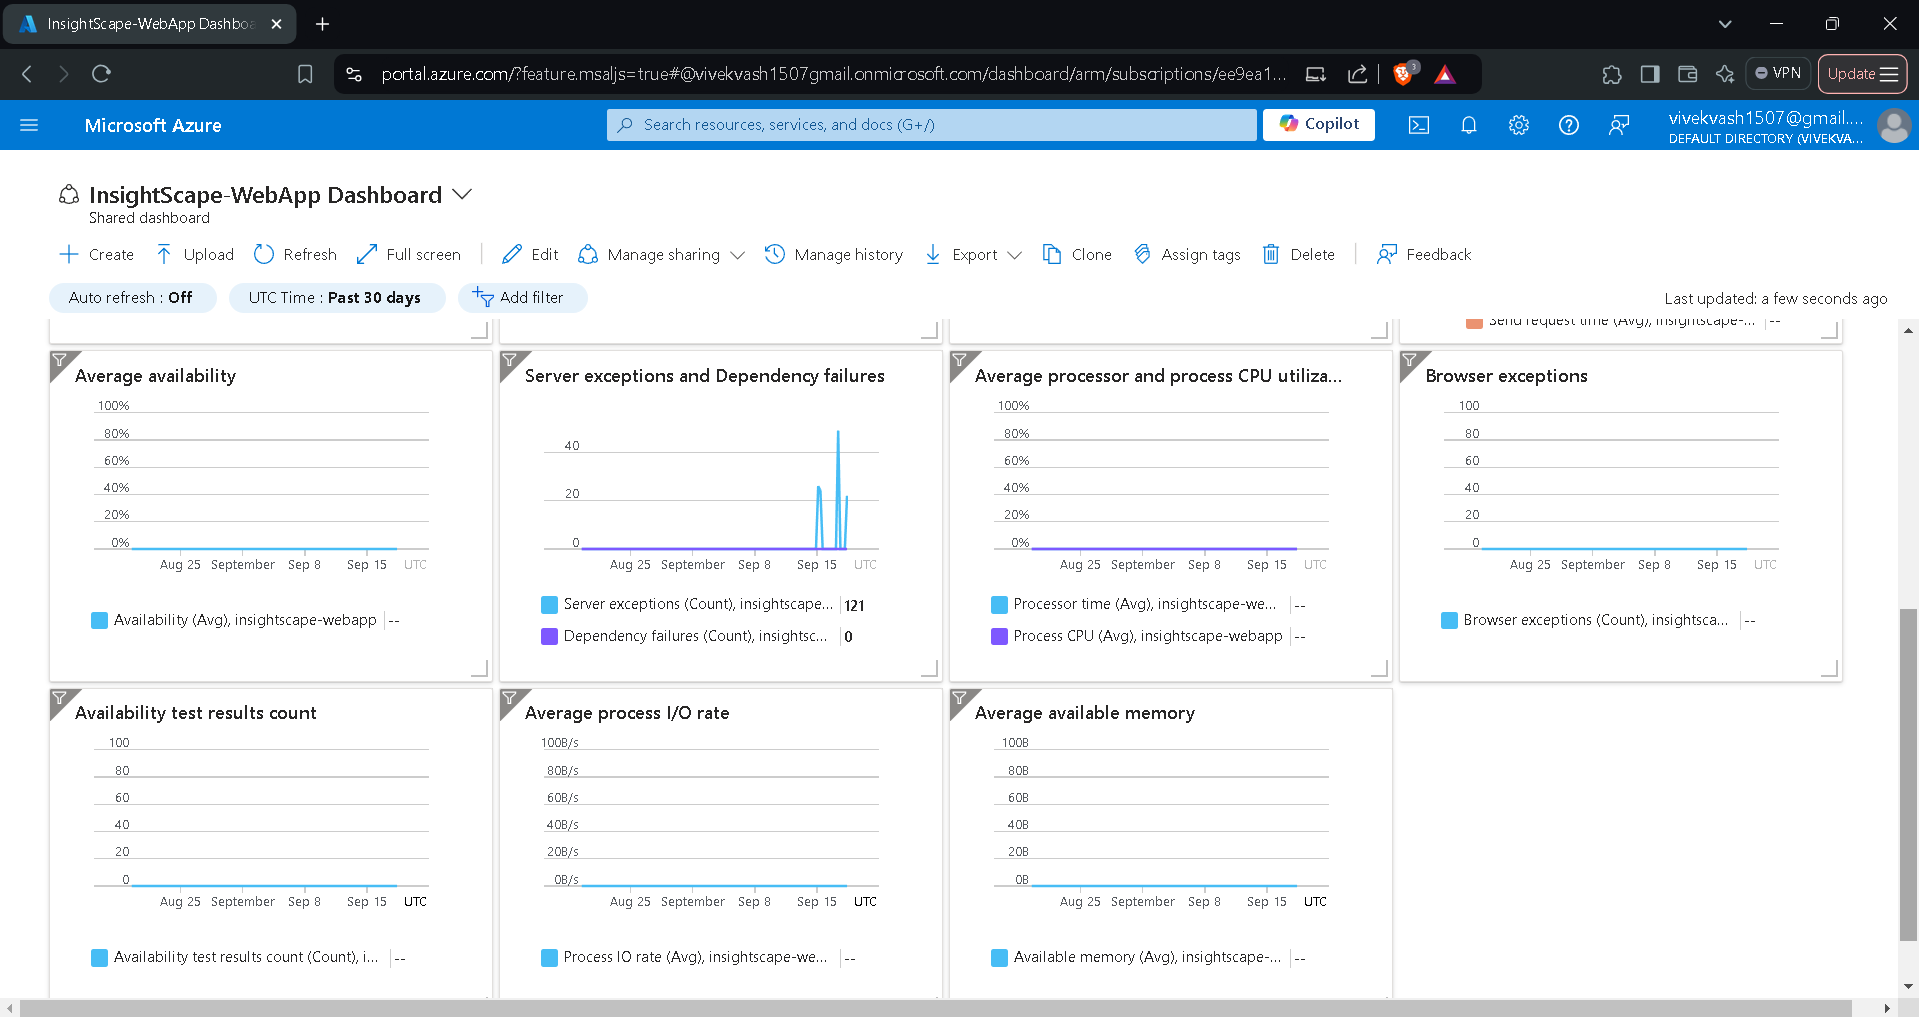 InsightScape-WebApp Dashboa
portal.azure.com/?feature.msaljs=true#@vivekvash1507gmail.onmicrosoft.com/dashboard/arm/subscriptions/ee9ea1...
3
VPN
Update
Microsoft Azure
Search resources, services, and docs (G+/)
Copilot
vivekvash1507@gmail....
DEFAULT DIRECTORY (VIVEKVA...
InsightScape-WebApp Dashboard
Shared dashboard
Create Upload Refresh Full screen Edit Manage sharing Manage history Export Clone Assign tags Delete Feedback
Auto refresh : Off
UTC Time : Past 30 days
Add filter
Last updated: a few seconds ago
Send request time (Avg), insightscape-... --
Average availability
100%
80%
60%
40%
20%
0%
Aug 25 September Sep 8 Sep 15 UTC
Availability (Avg), insightscape-webapp --
Server exceptions and Dependency failures
40
20
0
Aug 25 September Sep 8 Sep 15 UTC
Server exceptions (Count), insightscape... 121
Dependency failures (Count), insightsc... 0
Average processor and process CPU utiliza...
100%
80%
60%
40%
20%
0%
Aug 25 September Sep 8 Sep 15 UTC
Processor time (Avg), insightscape-we... --
Process CPU (Avg), insightscape-webapp --
Browser exceptions
100
80
60
40
20
0
Aug 25 September Sep 8 Sep 15 UTC
Browser exceptions (Count), insightsca... --
Availability test results count
100
80
60
40
20
0
Aug 25 September Sep 8 Sep 15 UTC
Availability test results count (Count), i... --
Average process I/O rate
100B/s
80B/s
60B/s
40B/s
20B/s
0B/s
Aug 25 September Sep 8 Sep 15 UTC
Process IO rate (Avg), insightscape-we... --
Average available memory
100B
80B
60B
40B
20B
0B
Aug 25 September Sep 8 Sep 15 UTC
Available memory (Avg), insightscape-... --